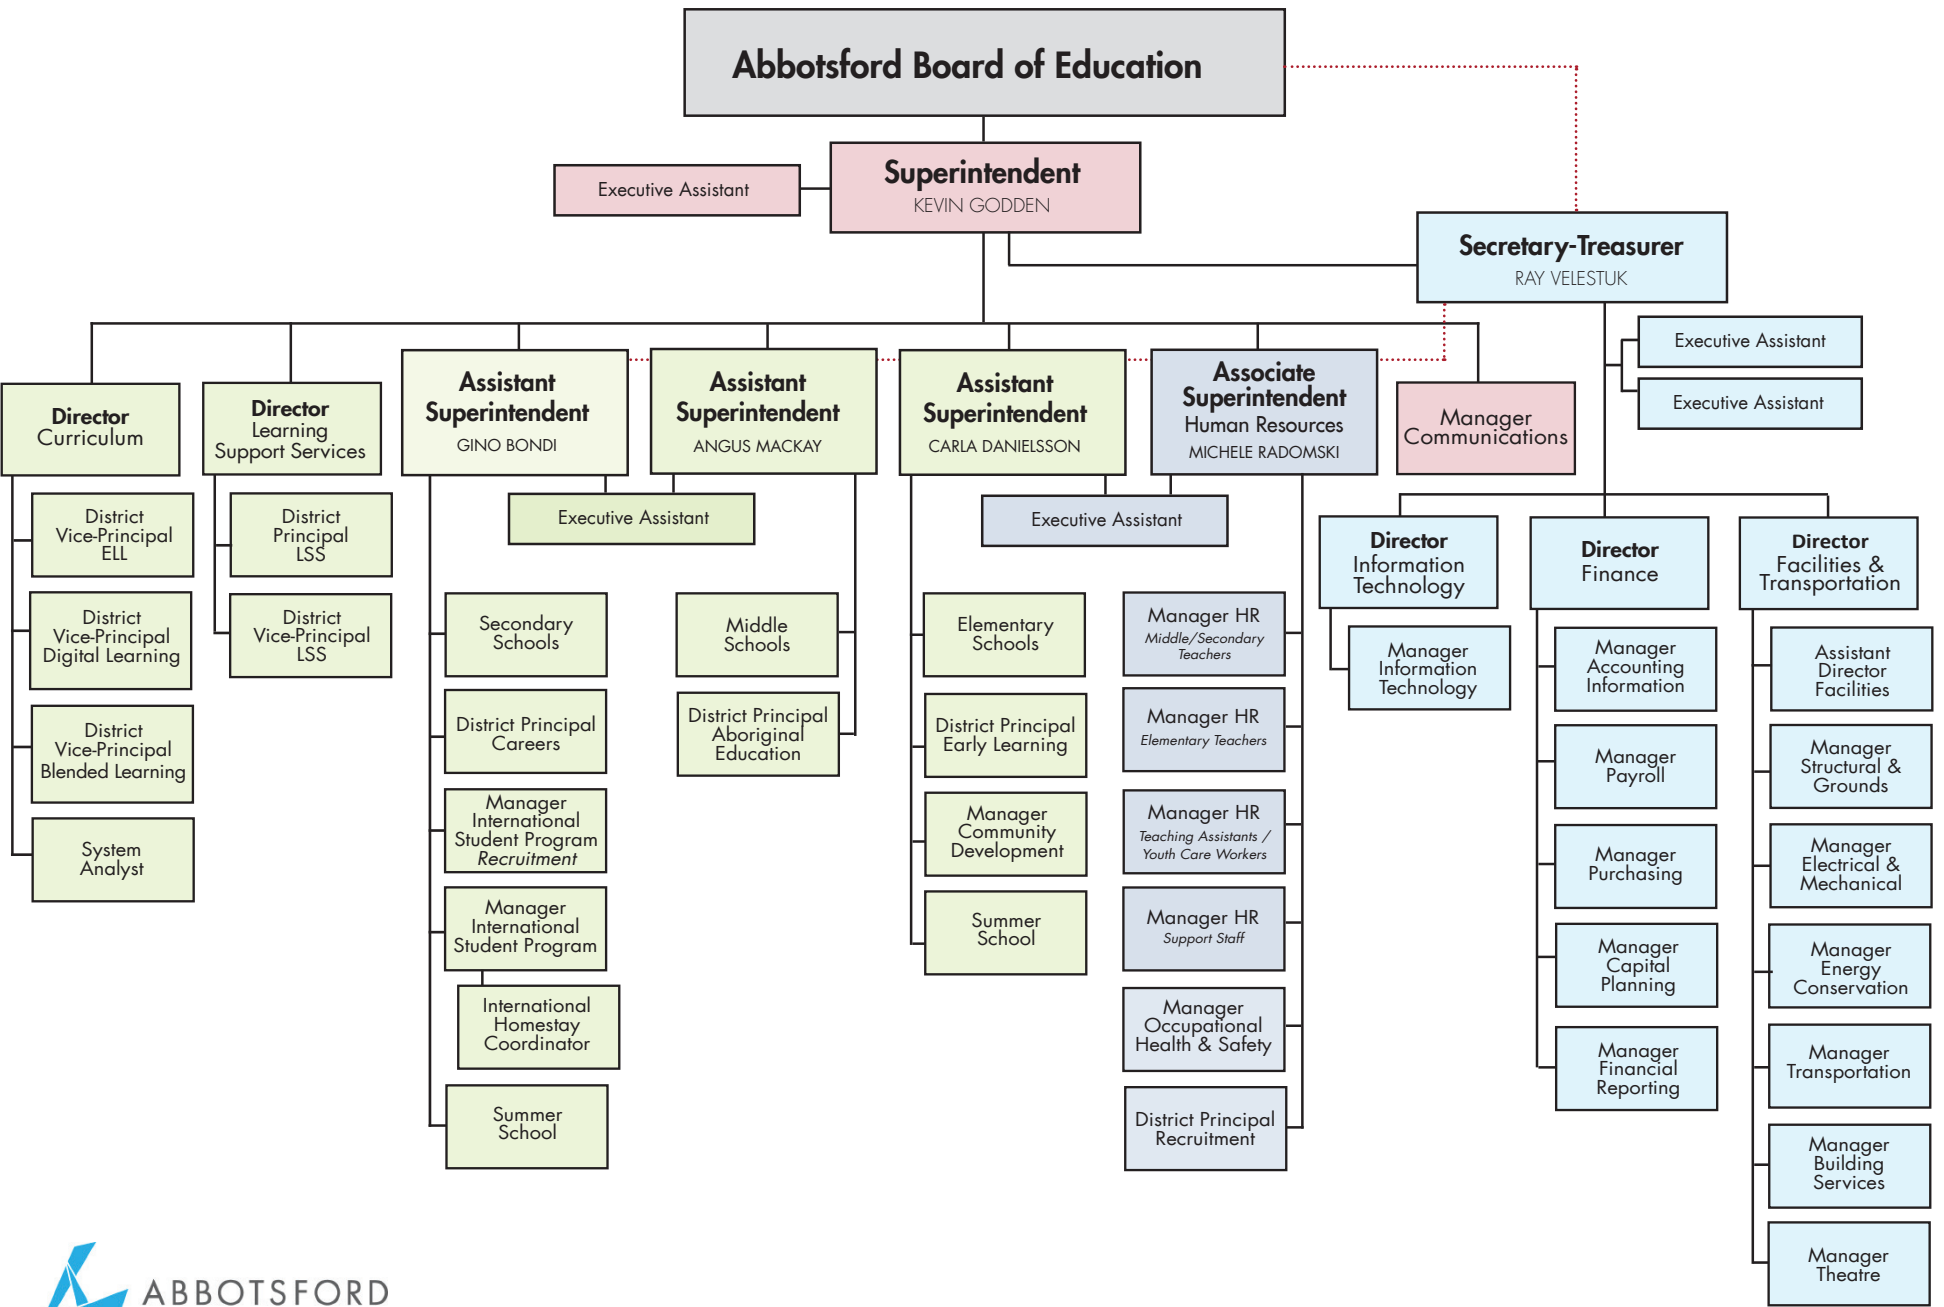 Abbotsford Board of Education
Superintendent
KEVIN GODDEN
Executive Assistant
Secretary-Treasurer
RAY VELESTUK
Executive Assistant
Executive Assistant
Director
Curriculum
Director
Learning
Support Services
Assistant
Superintendent
GINO BONDI
Assistant
Superintendent
ANGUS MACKAY
Assistant
Superintendent
CARLA DANIELSSON
Associate
Superintendent
Human Resources
MICHELE RADOMSKI
Manager
Communications
Executive Assistant
Executive Assistant
District
Vice-Principal
ELL
District
Vice-Principal
Digital Learning
District
Vice-Principal
Blended Learning
System
Analyst
District
Principal
LSS
District
Vice-Principal
LSS
Secondary
Schools
District Principal
Careers
Manager
International
Student Program
Recruitment
Manager
International
Student Program
International
Homestay
Coordinator
Summer
School
Middle
Schools
District Principal
Aboriginal
Education
Elementary
Schools
District Principal
Early Learning
Manager
Community
Development
Summer
School
Manager HR
Middle/Secondary
Teachers
Manager HR
Elementary Teachers
Manager HR
Teaching Assistants /
Youth Care Workers
Manager HR
Support Staff
Manager
Occupational
Health & Safety
District Principal
Recruitment
Director
Information
Technology
Manager
Information
Technology
Director
Finance
Manager
Accounting
Information
Manager
Payroll
Manager
Purchasing
Manager
Capital
Planning
Manager
Financial
Reporting
Director
Facilities &
Transportation
Assistant
Director
Facilities
Manager
Structural &
Grounds
Manager
Electrical &
Mechanical
Manager
Energy
Conservation
Manager
Transportation
Manager
Building
Services
Manager
Theatre
ABBOTSFORD